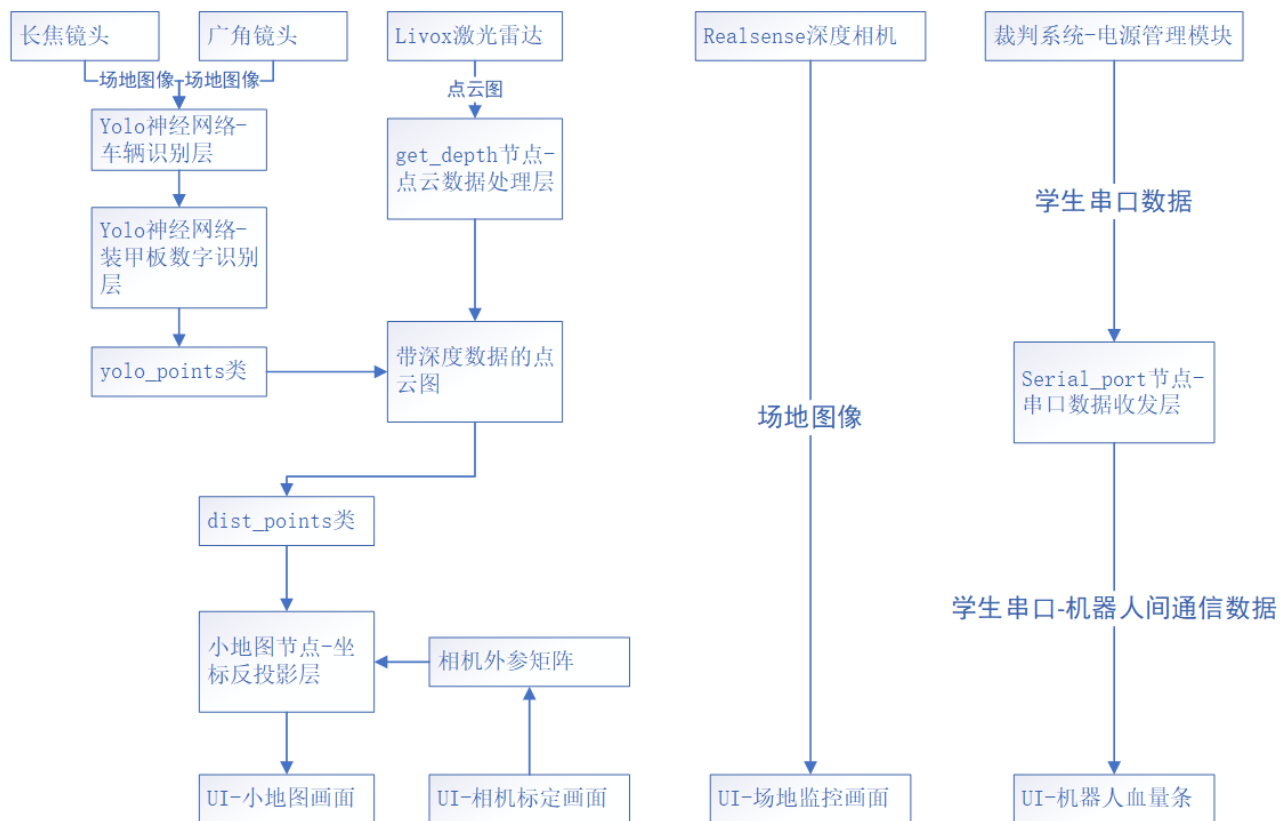 长焦镜头
广角镜头
Livox激光雷达
Realsense深度相机
裁判系统-电源管理模块
场地图像
场地图像
点云图
Yolo神经网络-
车辆识别层
get_depth节点-
点云数据处理层
学生串口数据
Yolo神经网络-
装甲板数字识别
层
yolo_points类
带深度数据的点
云图
Serial_port节点-
串口数据收发层
场地图像
dist_points类
学生串口-机器人间通信数据
小地图节点-坐
标反投影层
相机外参矩阵
UI-小地图画面
UI-相机标定画面
UI-场地监控画面
UI-机器人血量条